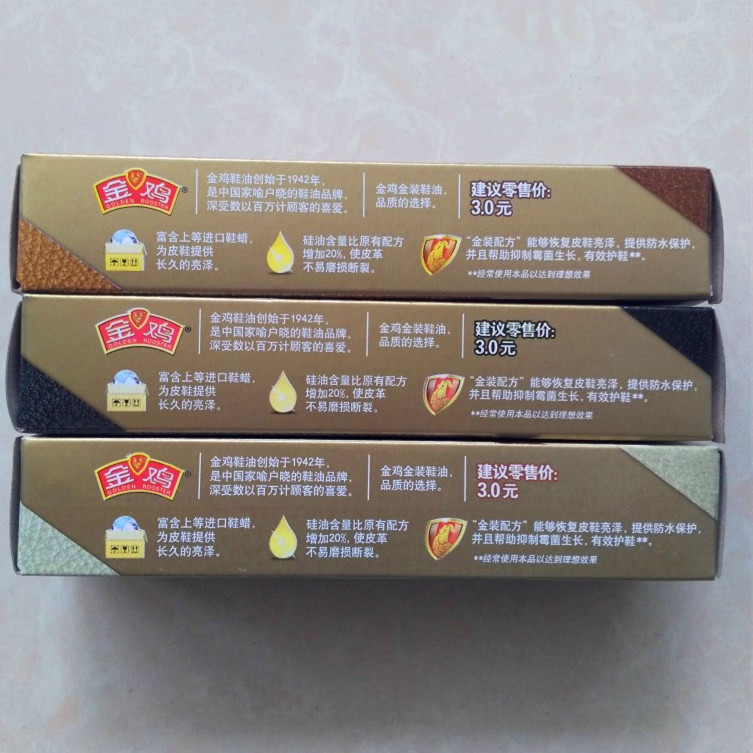 金鸡®
GOLDEN ROOSTER
金鸡鞋油创始于1942年，
是中国家喻户晓的鞋油品牌，
深受数以百万计顾客的喜爱。
金鸡金装鞋油，
品质的选择。
建议零售价：
3.0元
富含上等进口鞋蜡，
为皮鞋提供
长久的亮泽。
硅油含量比原有配方
增加20%，使皮革
不易磨损断裂。
“金装配方”能够恢复皮鞋亮泽，提供防水保护，
并且帮助抑制霉菌生长，有效护鞋**。
**经常使用本品以达到理想效果
金鸡®
GOLDEN ROOSTER
金鸡鞋油创始于1942年，
是中国家喻户晓的鞋油品牌，
深受数以百万计顾客的喜爱。
金鸡金装鞋油，
品质的选择。
建议零售价：
3.0元
富含上等进口鞋蜡，
为皮鞋提供
长久的亮泽。
硅油含量比原有配方
增加20%，使皮革
不易磨损断裂。
“金装配方”能够恢复皮鞋亮泽，提供防水保护，
并且帮助抑制霉菌生长，有效护鞋**。
**经常使用本品以达到理想效果
金鸡®
GOLDEN ROOSTER
金鸡鞋油创始于1942年，
是中国家喻户晓的鞋油品牌，
深受数以百万计顾客的喜爱。
金鸡金装鞋油，
品质的选择。
建议零售价：
3.0元
富含上等进口鞋蜡，
为皮鞋提供
长久的亮泽。
硅油含量比原有配方
增加20%，使皮革
不易磨损断裂。
“金装配方”能够恢复皮鞋亮泽，提供防水保护，
并且帮助抑制霉菌生长，有效护鞋**。
**经常使用本品以达到理想效果